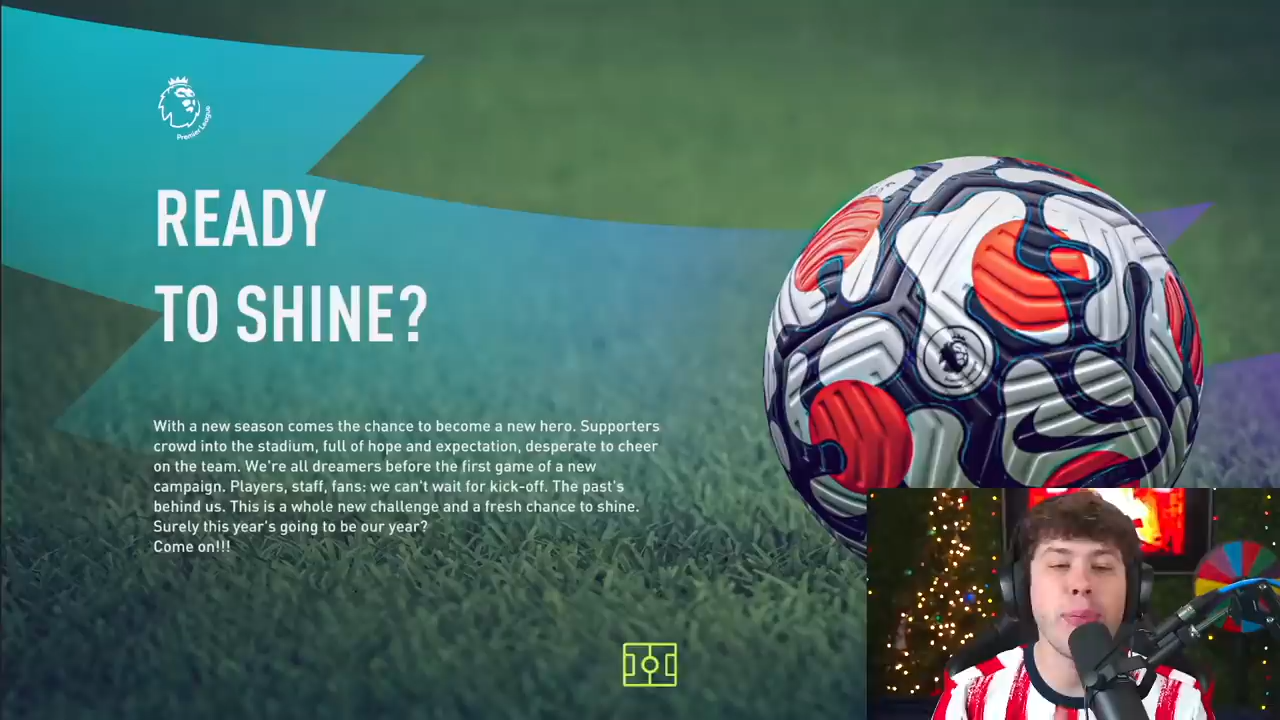 Premier League
READY
TO SHINE?
With a new season comes the chance to become a new hero. Supporters
crowd into the stadium, full of hope and expectation, desperate to cheer
on the team. We're all dreamers before the first game of a new
campaign. Players, staff, fans: we can't wait for kick-off. The past's
behind us. This is a whole new challenge and a fresh chance to shine.
Surely this year's going to be our year?
Come on!!!